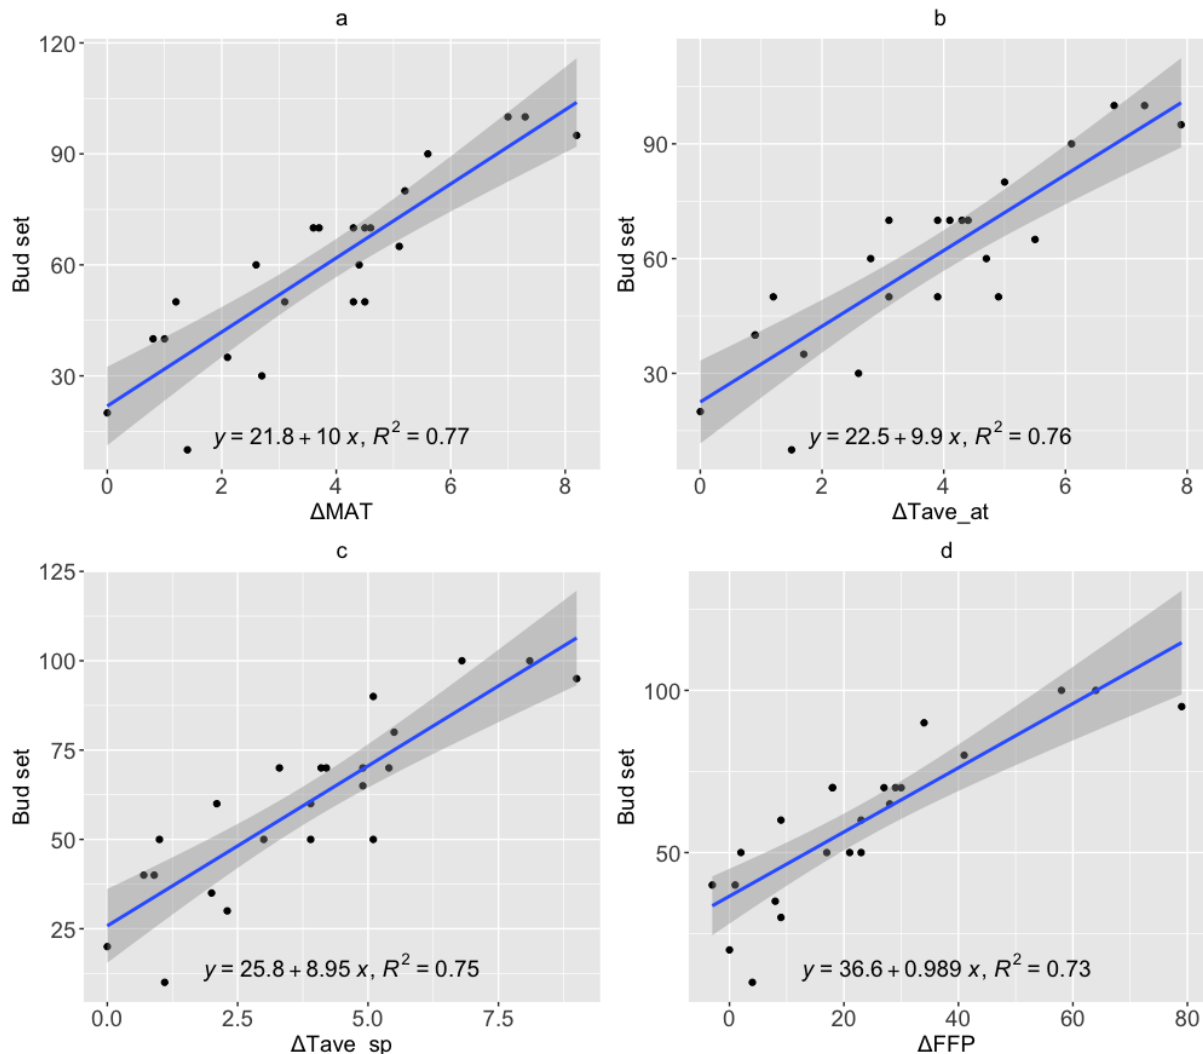 a
120
90
60
30
Bud set
y = 21.8 + 10 x, R² = 0.77
0 2 4 6 8
ΔMAT
b
90
60
30
Bud set
y = 22.5 + 9.9 x, R² = 0.76
0 2 4 6 8
ΔTave_at
c
125
100
75
50
25
Bud set
y = 25.8 + 8.95 x, R² = 0.75
0.0 2.5 5.0 7.5
ΔTave_sp
d
100
50
Bud set
y = 36.6 + 0.989 x, R² = 0.73
0 20 40 60 80
ΔFFP